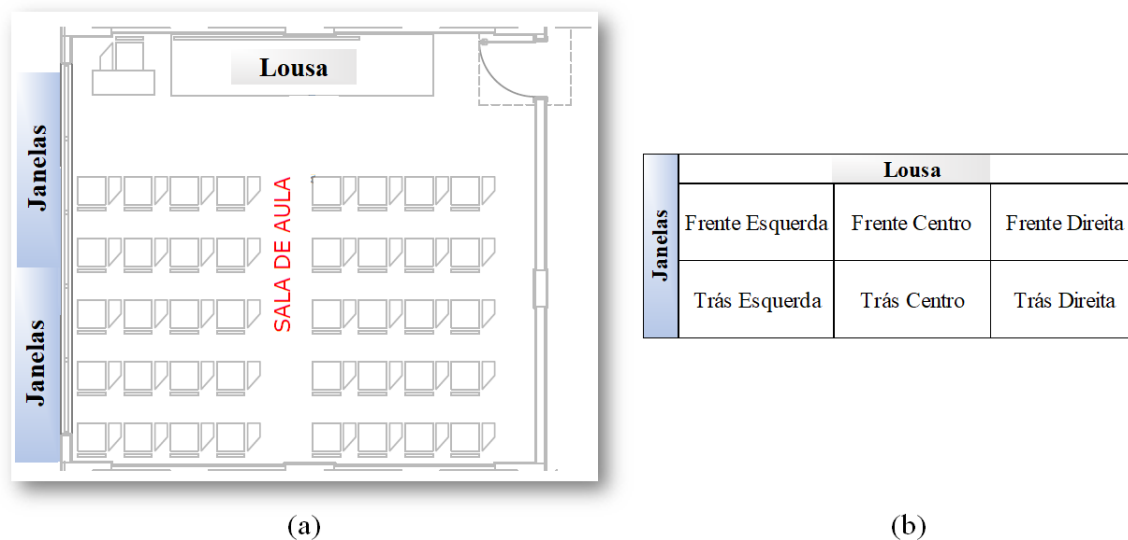 Lousa
Janelas
Janelas
SALA DE AULA
(a)
Lousa
Janelas
Frente Esquerda Frente Centro Frente Direita
Trás Esquerda Trás Centro Trás Direita
(b)